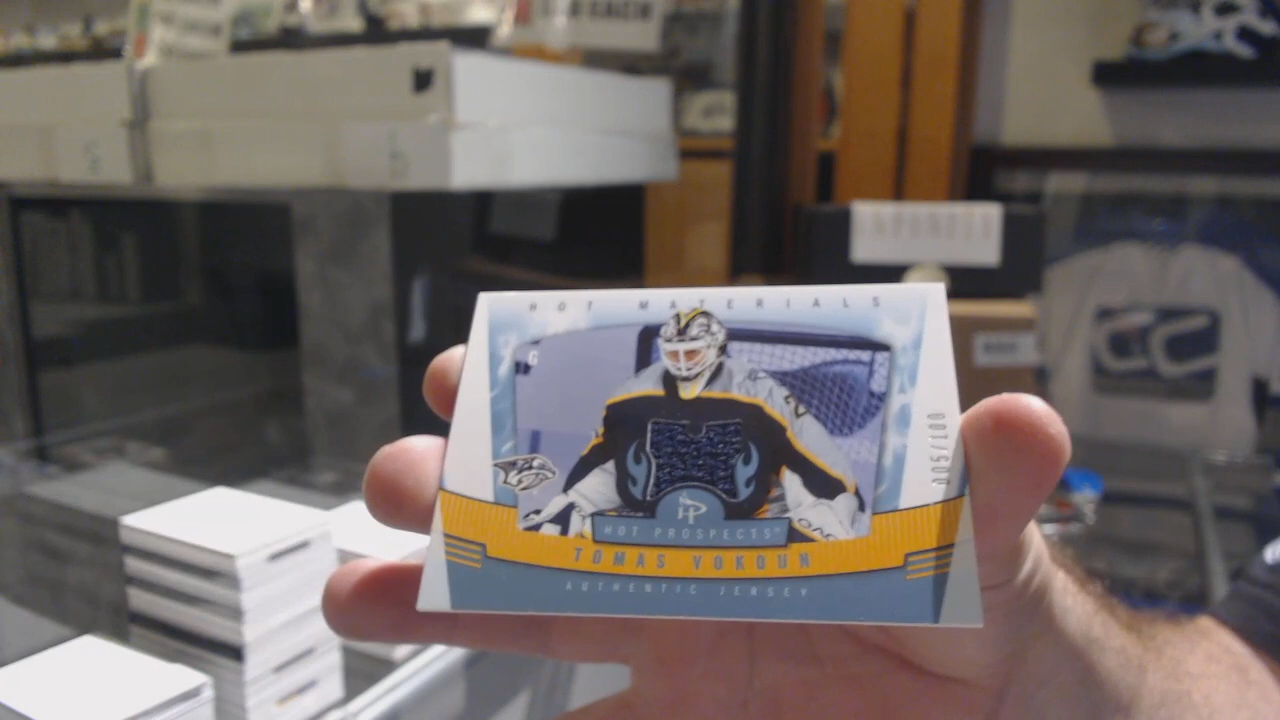 HOT MATERIALS
005/100
HOT PROSPECTS
TOMAS VOKOUN
AUTHENTIC JERSEY